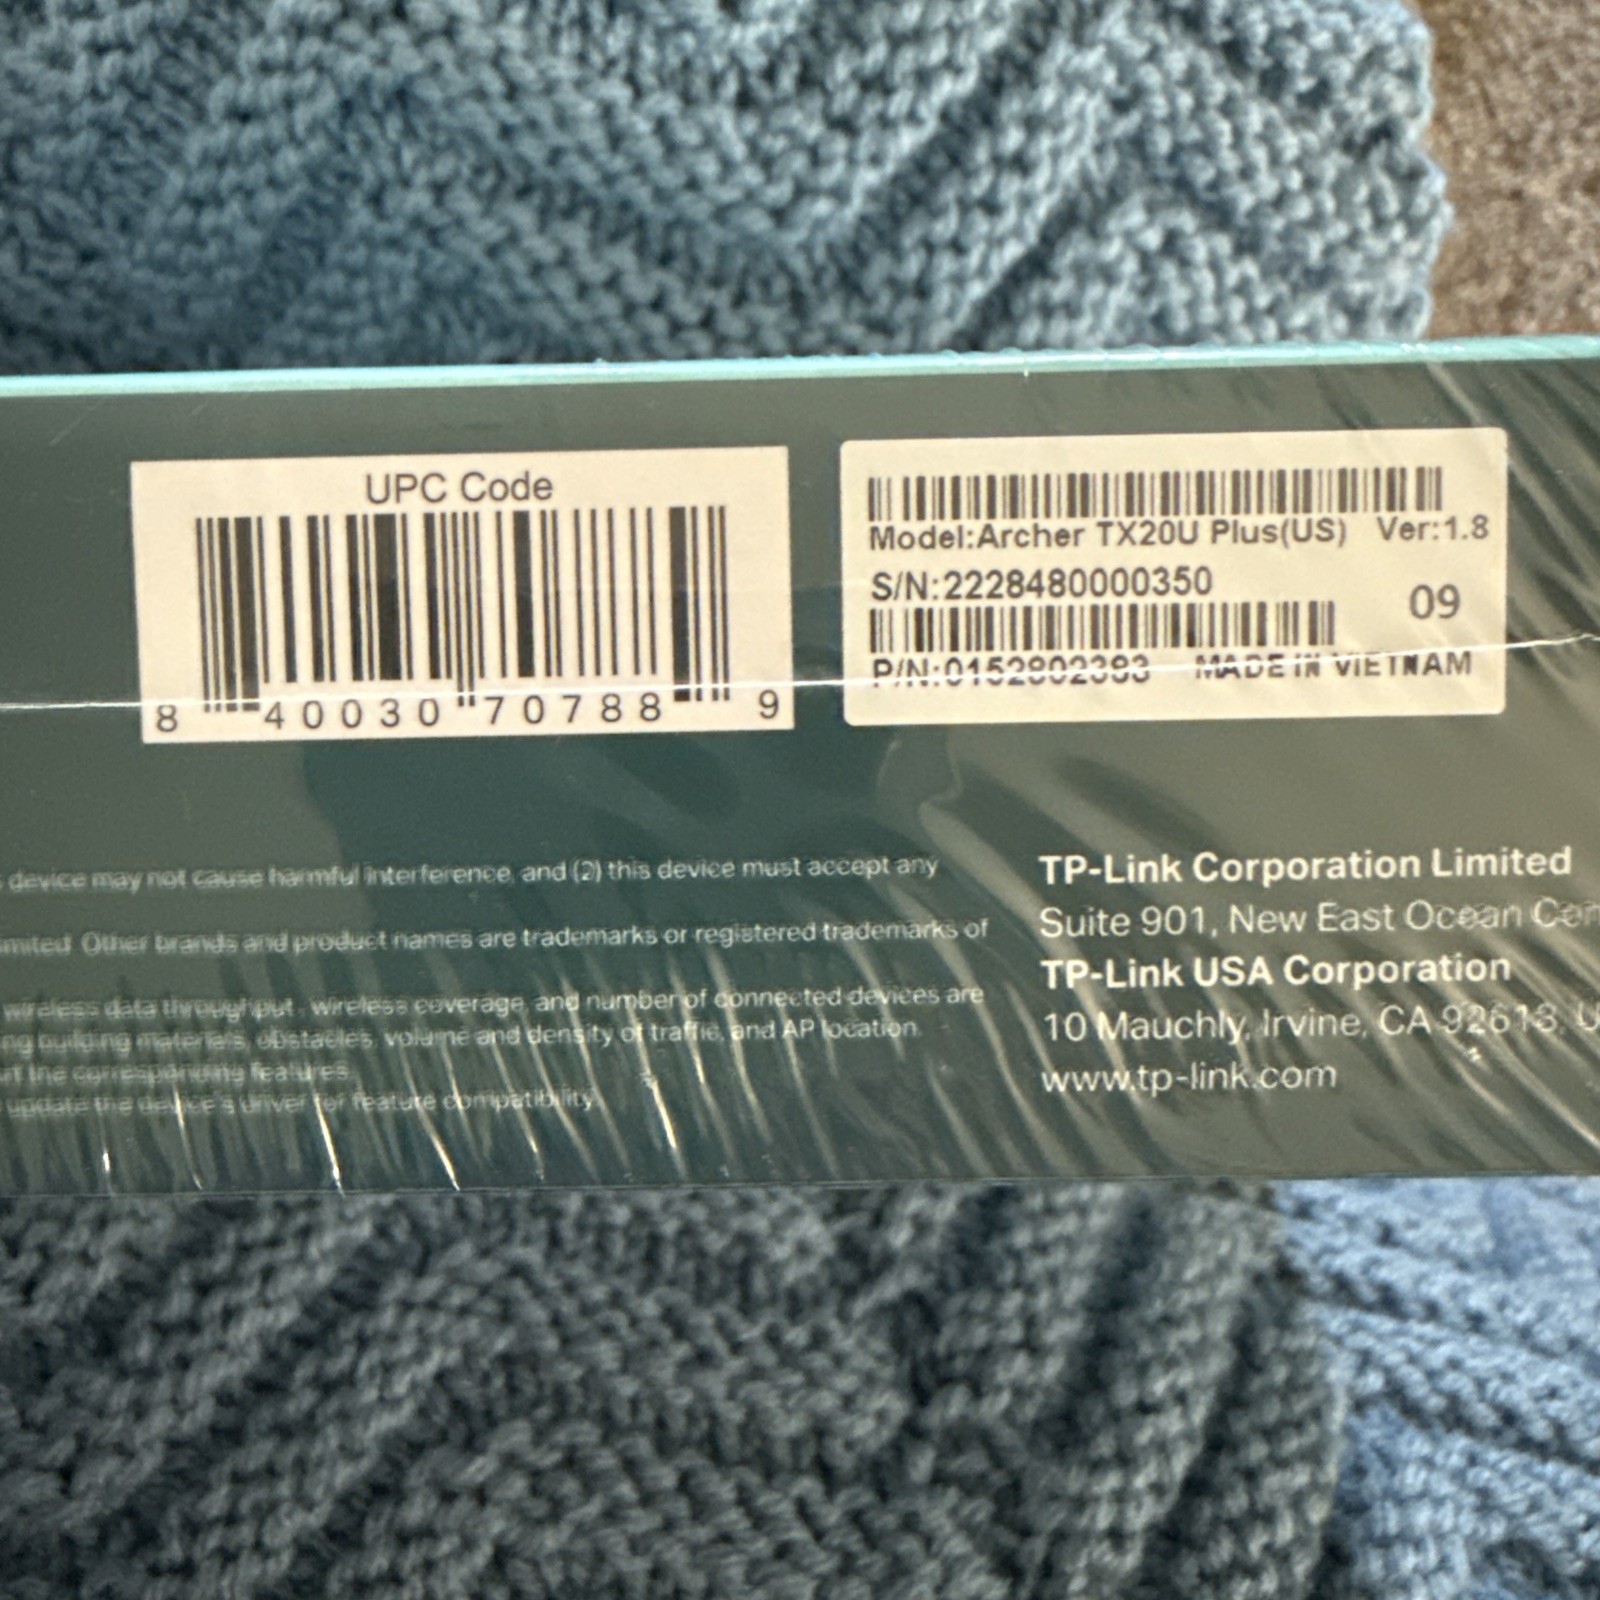 UPC Code
8 40030 70788 9
Model:Archer TX20U Plus(US) Ver:1.8
S/N:2228480000350
09
P/N:0152802383 MADE IN VIETNAM
device may not cause harmful interference, and (2) this device must accept any
Other brands and product names are trademarks or registered trademarks of
wireless data throughput, wireless coverage, and number of connected devices are
building materials, obstacles, volume and density of traffic, and AP location.
the corresponding features.
update the device's driver for feature compatibility.
TP-Link Corporation Limited
Suite 901, New East Ocean
TP-Link USA Corporation
10 Mauchly, Irvine, CA 92618,
www.tp-link.com